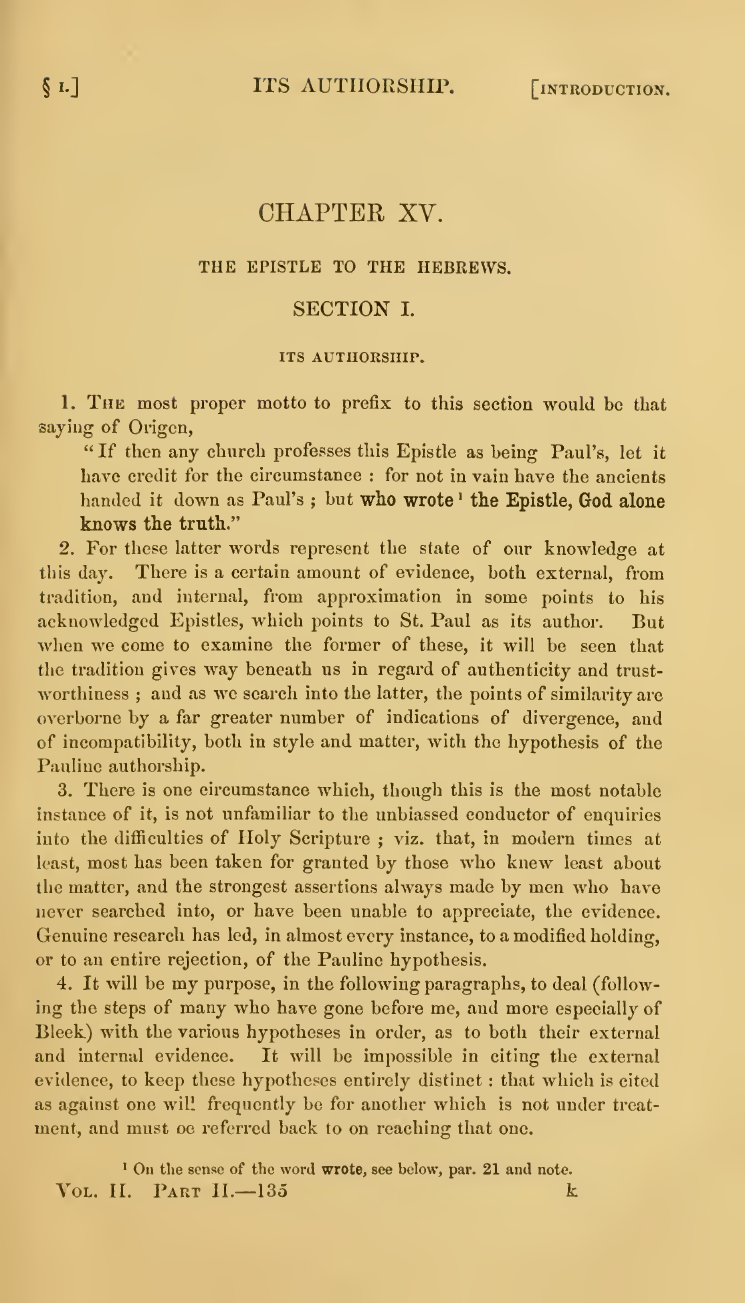 § I.] ITS AUTHORSHIP. [INTRODUCTION.
CHAPTER XV.
THE EPISTLE TO THE HEBREWS.
SECTION I.
ITS AUTHORSHIP.
1. THE most proper motto to prefix to this section would be that
saying of Origen,
“ If then any church professes this Epistle as being Paul’s, let it
have credit for the circumstance : for not in vain have the ancients
handed it down as Paul’s ; but who wrote ¹ the Epistle, God alone
knows the truth.”
2. For these latter words represent the state of our knowledge at
this day. There is a certain amount of evidence, both external, from
tradition, and internal, from approximation in some points to his
acknowledged Epistles, which points to St. Paul as its author. But
when we come to examine the former of these, it will be seen that
the tradition gives way beneath us in regard of authenticity and trust-
worthiness ; and as we search into the latter, the points of similarity are
overborne by a far greater number of indications of divergence, and
of incompatibility, both in style and matter, with the hypothesis of the
Pauline authorship.
3. There is one circumstance which, though this is the most notable
instance of it, is not unfamiliar to the unbiassed conductor of enquiries
into the difficulties of Holy Scripture ; viz. that, in modern times at
least, most has been taken for granted by those who knew least about
the matter, and the strongest assertions always made by men who have
never searched into, or have been unable to appreciate, the evidence.
Genuine research has led, in almost every instance, to a modified holding,
or to an entire rejection, of the Pauline hypothesis.
4. It will be my purpose, in the following paragraphs, to deal (follow-
ing the steps of many who have gone before me, and more especially of
Bleek) with the various hypotheses in order, as to both their external
and internal evidence. It will be impossible in citing the external
evidence, to keep these hypotheses entirely distinct : that which is cited
as against one will frequently be for another which is not under treat-
ment, and must be referred back to on reaching that one.
¹ On the sense of the word wrote, see below, par. 21 and note.
VOL. II. PART II.—135 k